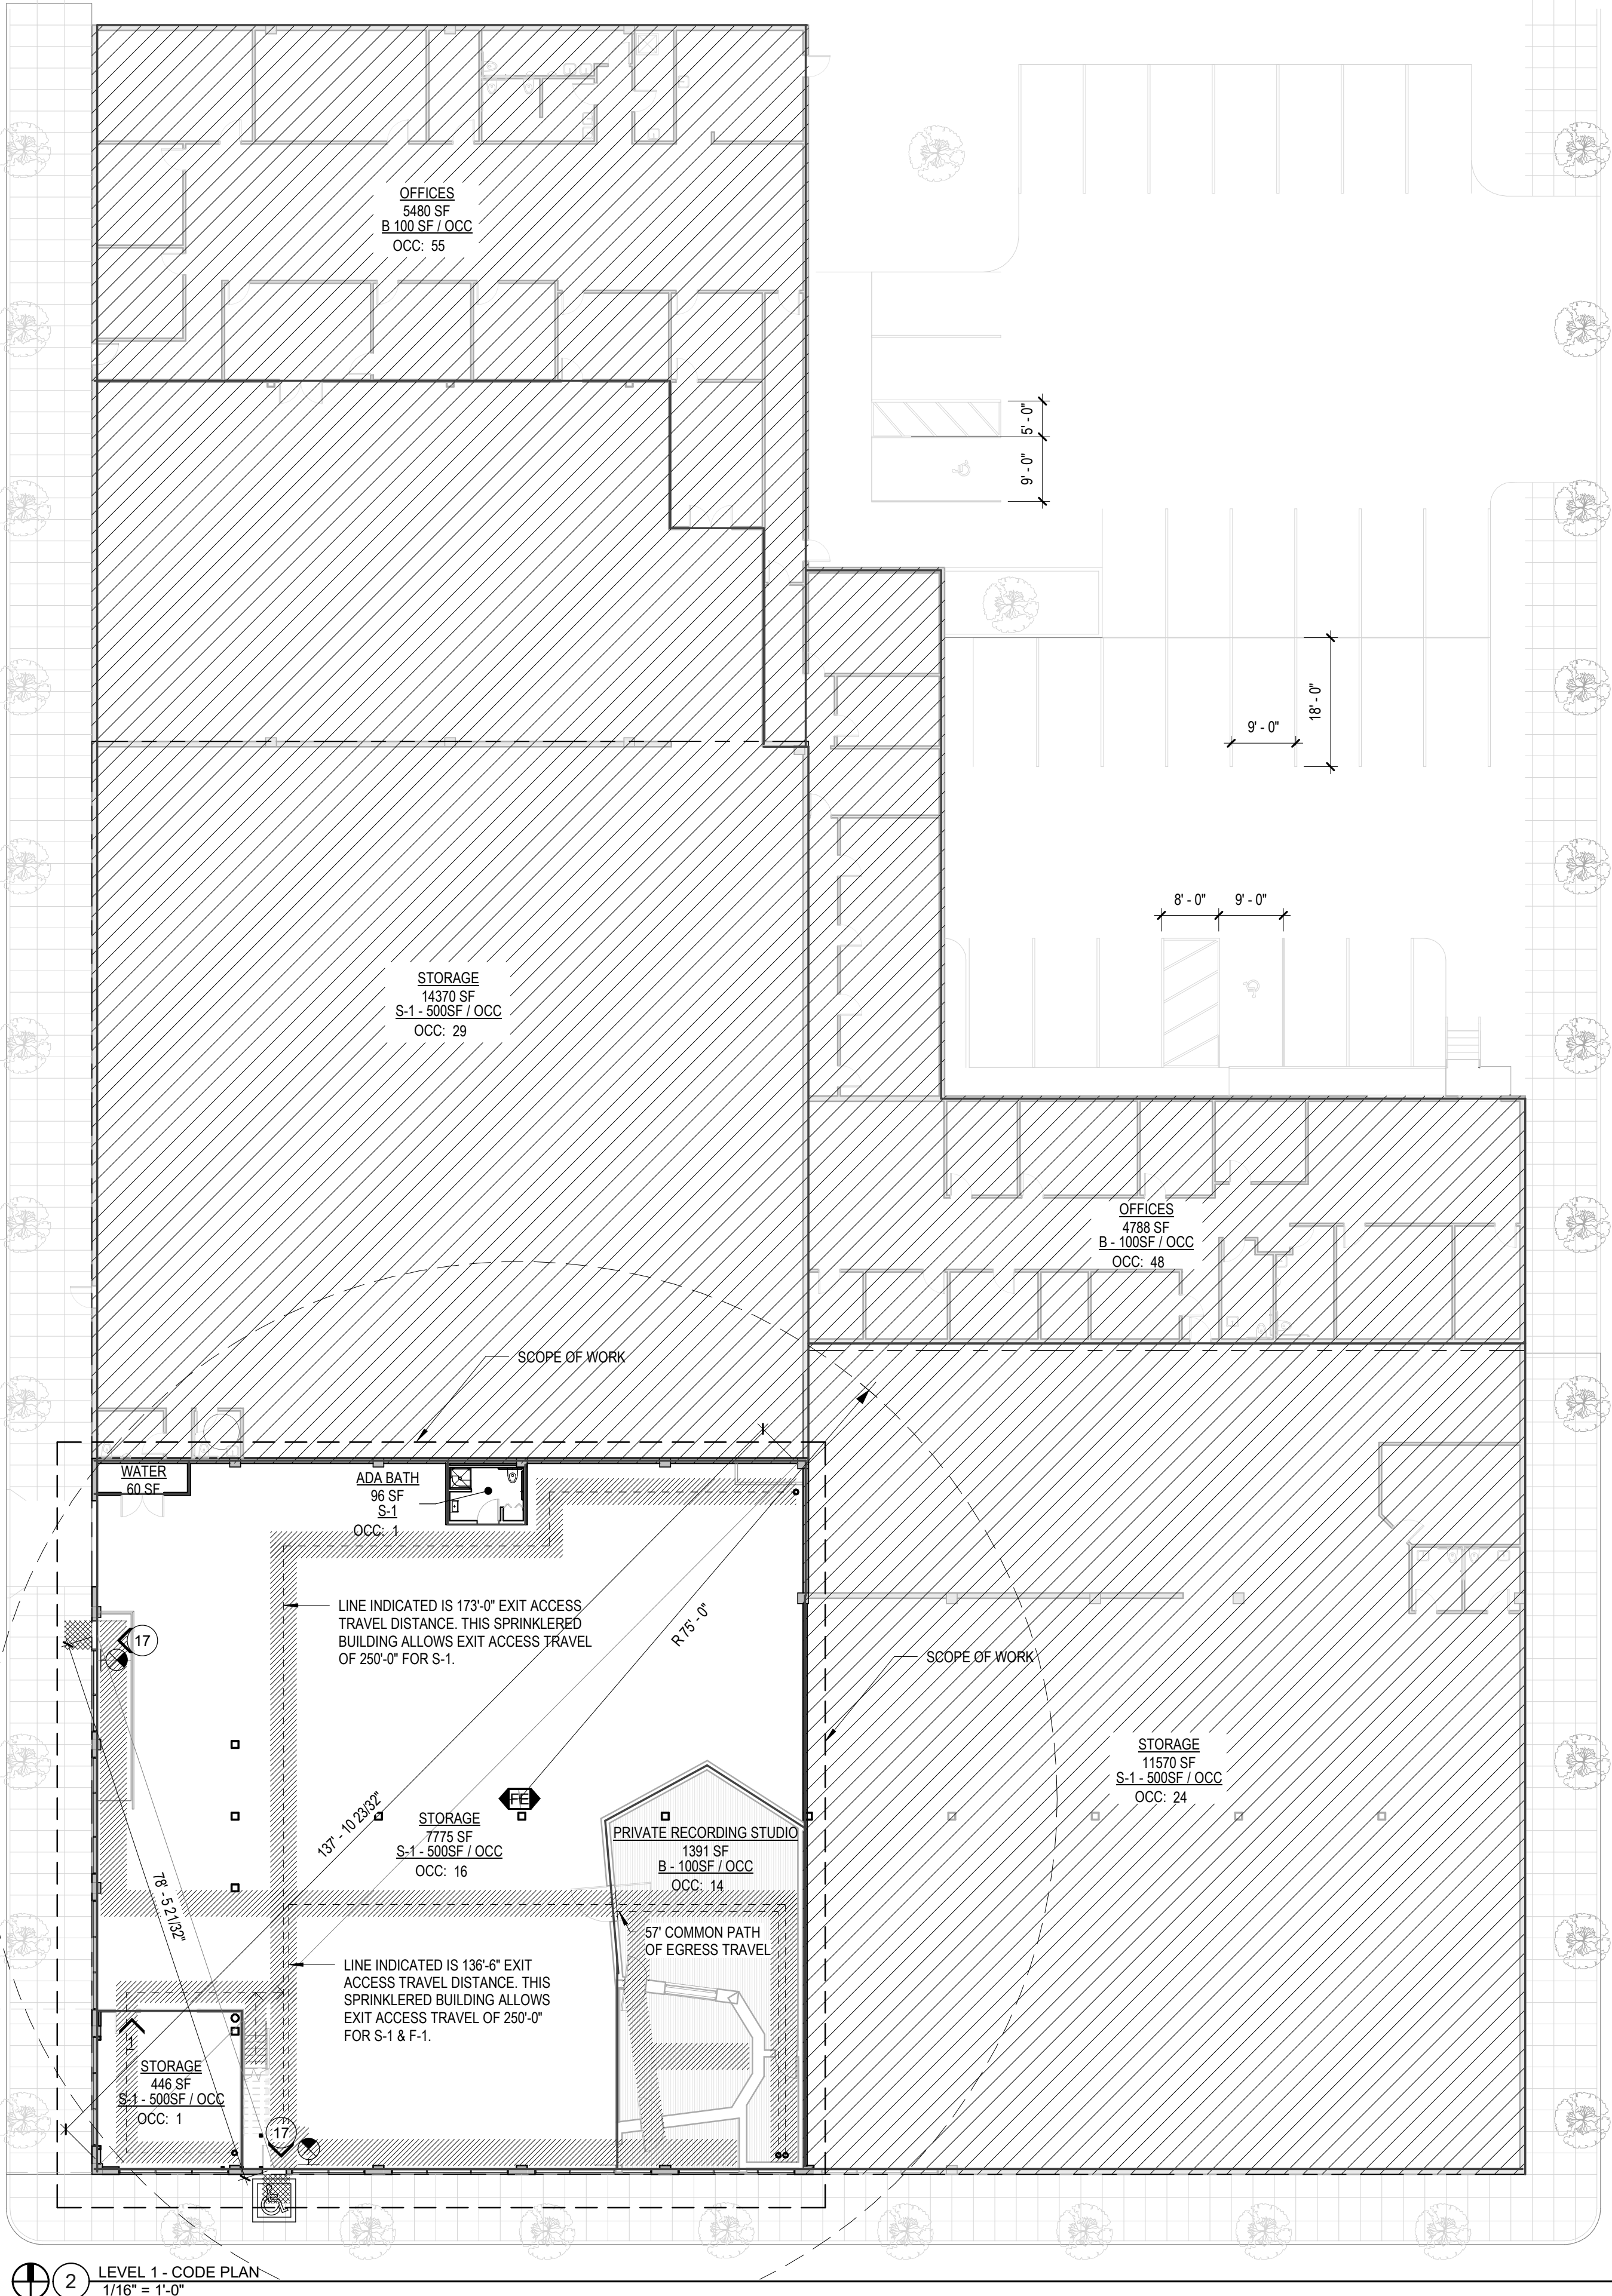 OFFICES
5480 SF
B 100 SF / OCC
OCC: 55
5' - 0"
9' - 0"
18' - 0"
9' - 0"
8' - 0"
9' - 0"
STORAGE
14370 SF
S-1 - 500SF / OCC
OCC: 29
OFFICES
4788 SF
B - 100SF / OCC
OCC: 48
SCOPE OF WORK
WATER
60 SF
ADA BATH
96 SF
S-1
OCC: 1
LINE INDICATED IS 173'-0" EXIT ACCESS
TRAVEL DISTANCE. THIS SPRINKLERED
BUILDING ALLOWS EXIT ACCESS TRAVEL
OF 250'-0" FOR S-1.
R 75' - 0"
17
SCOPE OF WORK
STORAGE
11570 SF
S-1 - 500SF / OCC
OCC: 24
FE
137' - 10 23/32"
STORAGE
7775 SF
S-1 - 500SF / OCC
OCC: 16
PRIVATE RECORDING STUDIO
1391 SF
B - 100SF / OCC
OCC: 14
78' - 5 21/32"
57' COMMON PATH
OF EGRESS TRAVEL
LINE INDICATED IS 136'-6" EXIT
ACCESS TRAVEL DISTANCE. THIS
SPRINKLERED BUILDING ALLOWS
EXIT ACCESS TRAVEL OF 250'-0"
FOR S-1 & F-1.
1
STORAGE
446 SF
S-1 - 500SF / OCC
OCC: 1
17
2
LEVEL 1 - CODE PLAN
1/16" = 1'-0"